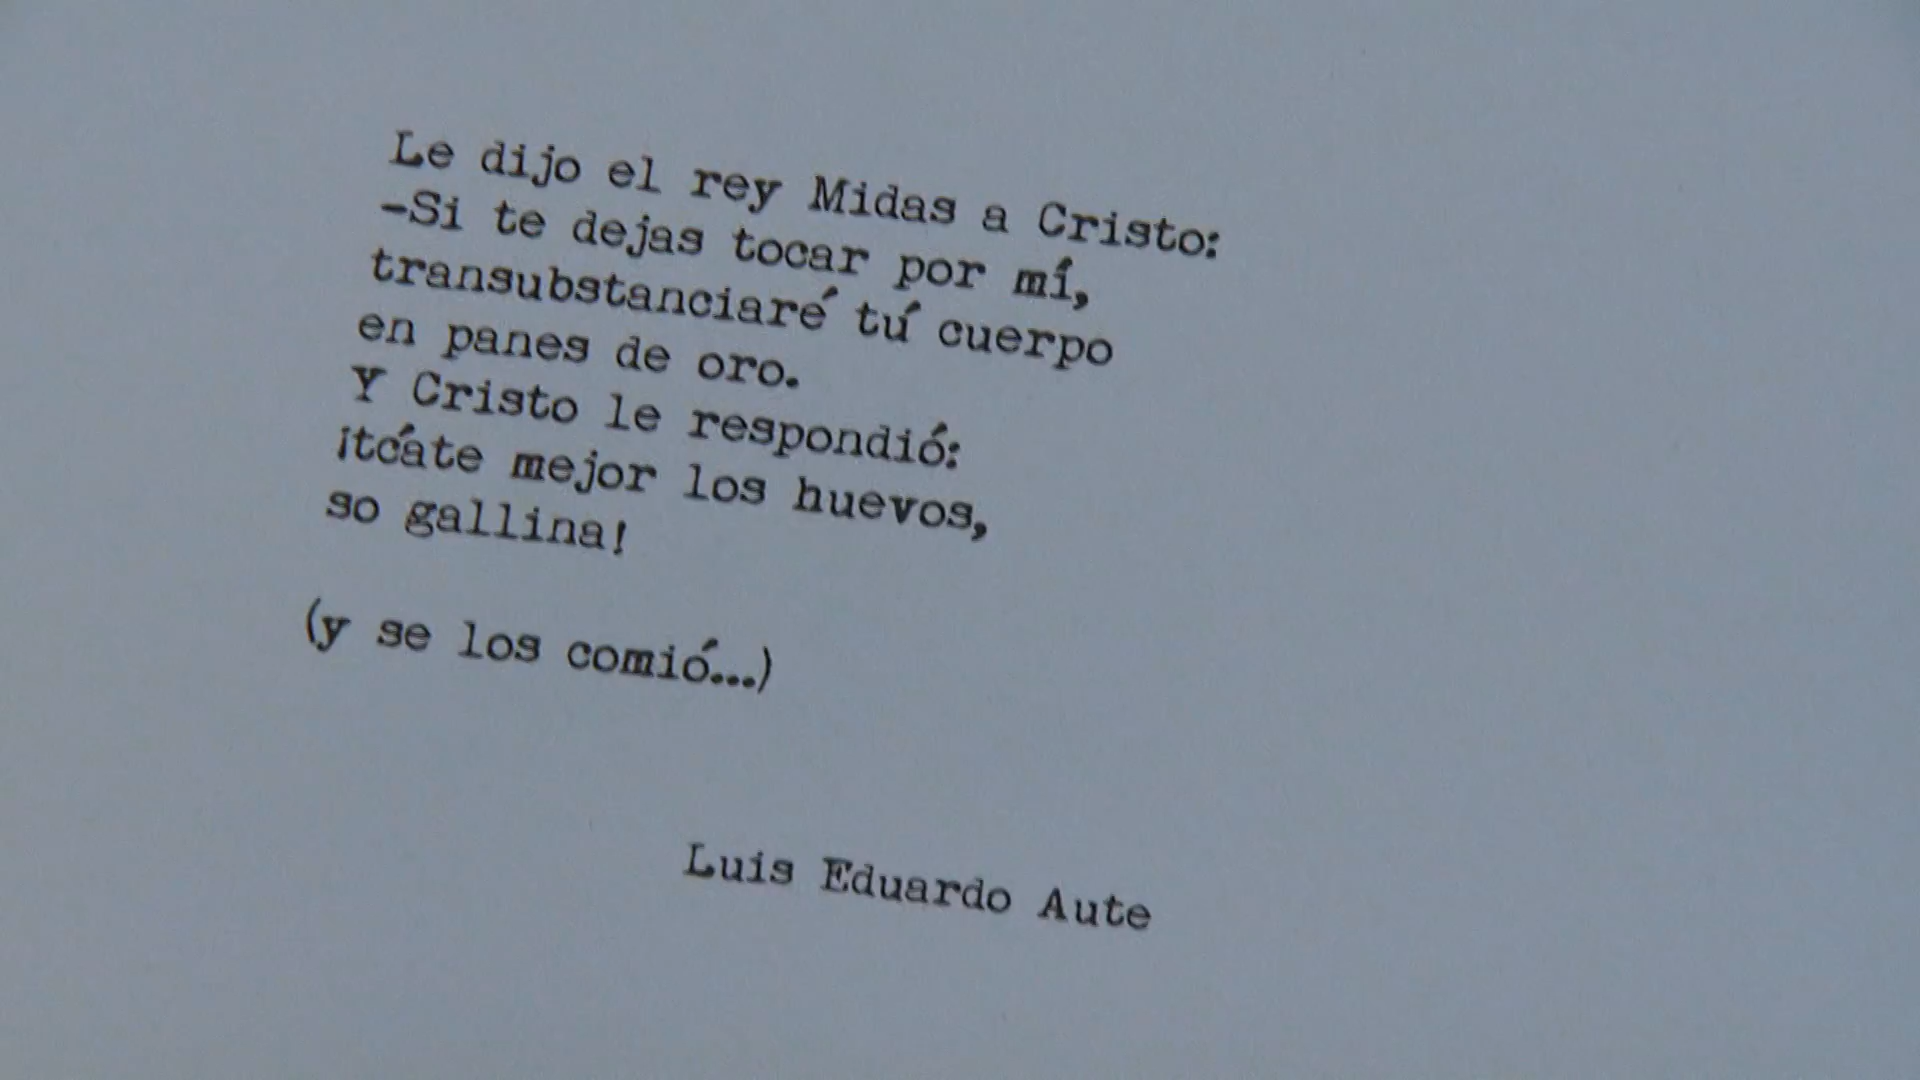 Le dijo el rey Midas a Cristo:
-Si te dejas tocar por mí,
transubstanciaré tú cuerpo
en panes de oro.
Y Cristo le respondió:
¡tcáte mejor los huevos,
so gallina!
(y se los comió...)
Luis Eduardo Aute